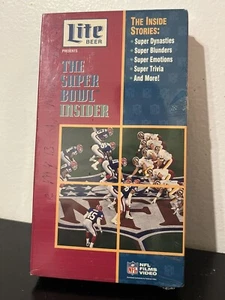 Lite
BEER
PRESENTS
THE
SUPER
BOWL
INSIDER
THE INSIDE
STORIES:
• Super Dynasties
• Super Blunders
• Super Emotions
• Super Trivia
• And More!
NFL
NFL
FILMS
VIDEO